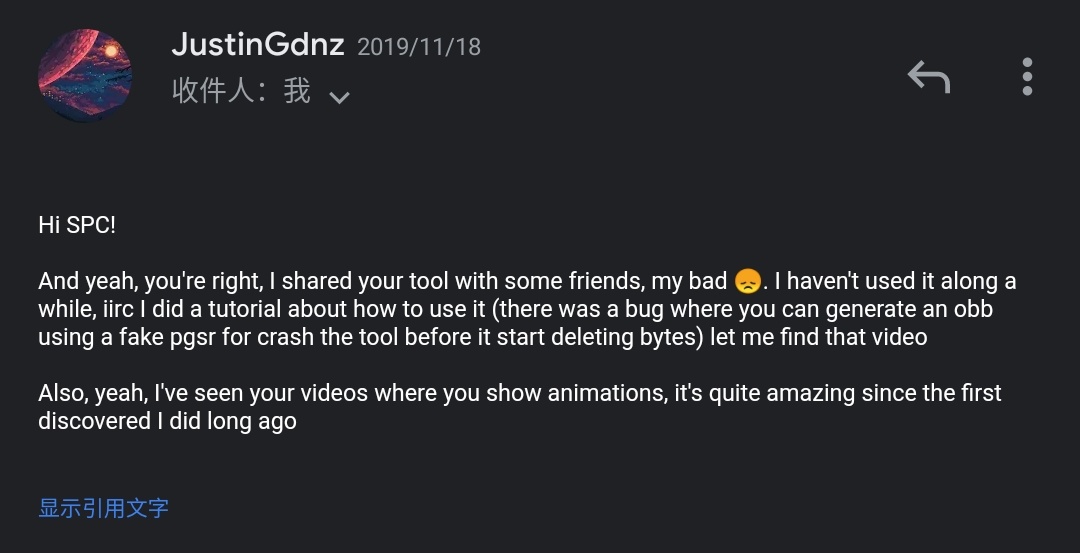 JustinGdnz 2019/11/18
收件人：我
Hi SPC!
And yeah, you're right, I shared your tool with some friends, my bad 😞. I haven't used it along a
while, iirc I did a tutorial about how to use it (there was a bug where you can generate an obb
using a fake pgsr for crash the tool before it start deleting bytes) let me find that video
Also, yeah, I've seen your videos where you show animations, it's quite amazing since the first
discovered I did long ago
显示引用文字